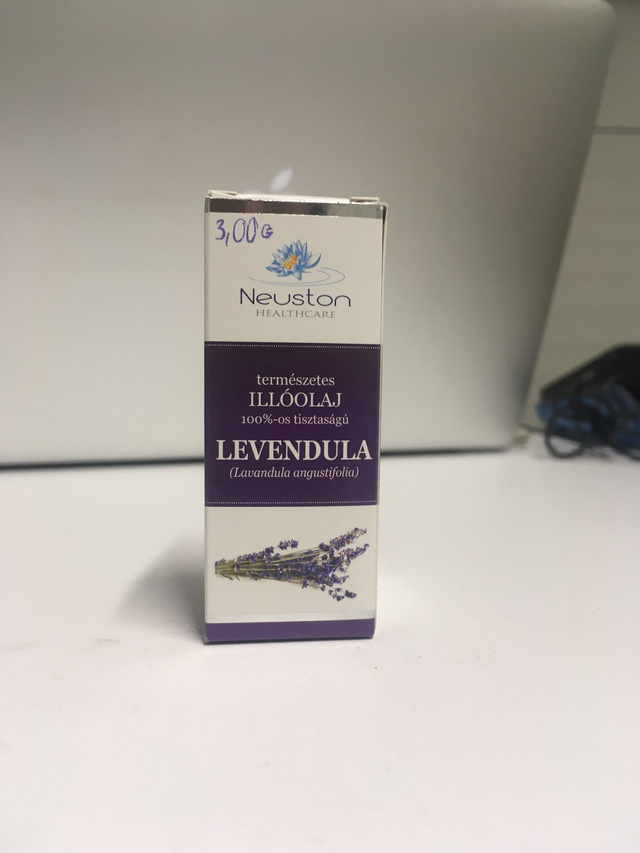 3,00€
Neuston
HEALTHCARE
természetes
ILLÓOLAJ
100%-os tisztaságú
LEVENDULA
(Lavandula angustifolia)